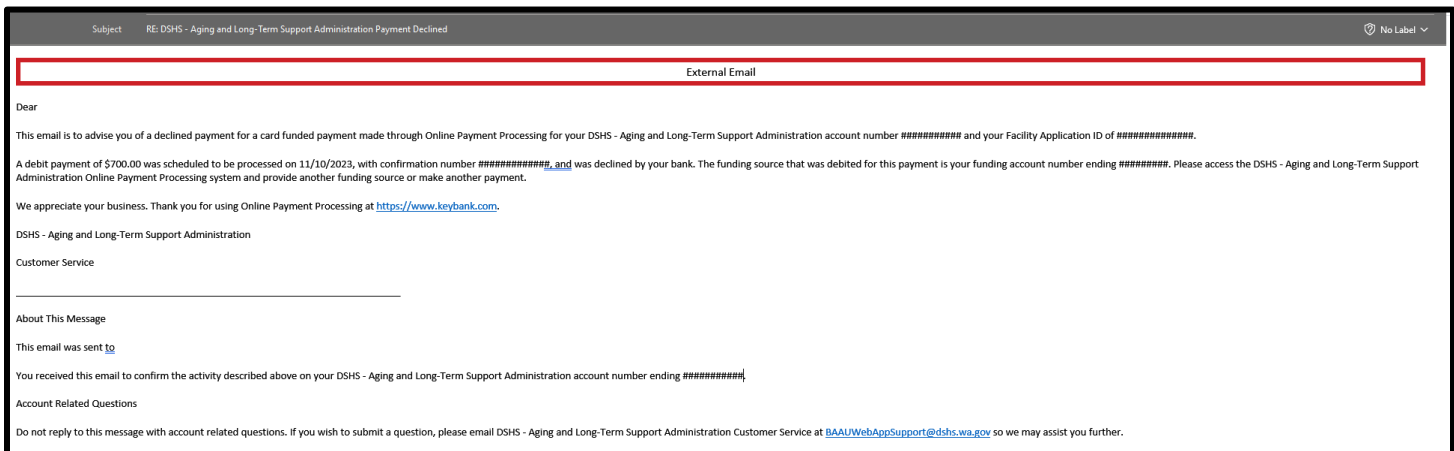 Subject RE: DSHS - Aging and Long-Term Support Administration Payment Declined No Label
External Email
Dear
This email is to advise you of a declined payment for a card funded payment made through Online Payment Processing for your DSHS - Aging and Long-Term Support Administration account number ########### and your Facility Application ID of ##############.
A debit payment of $700.00 was scheduled to be processed on 11/10/2023, with confirmation number #############, and was declined by your bank. The funding source that was debited for this payment is your funding account number ending #########. Please access the DSHS - Aging and Long-Term Support
Administration Online Payment Processing system and provide another funding source or make another payment.
We appreciate your business. Thank you for using Online Payment Processing at https://www.keybank.com.
DSHS - Aging and Long-Term Support Administration
Customer Service
About This Message
This email was sent to
You received this email to confirm the activity described above on your DSHS - Aging and Long-Term Support Administration account number ending ###########.
Account Related Questions
Do not reply to this message with account related questions. If you wish to submit a question, please email DSHS - Aging and Long-Term Support Administration Customer Service at BAAUWebAppSupport@dshs.wa.gov so we may assist you further.